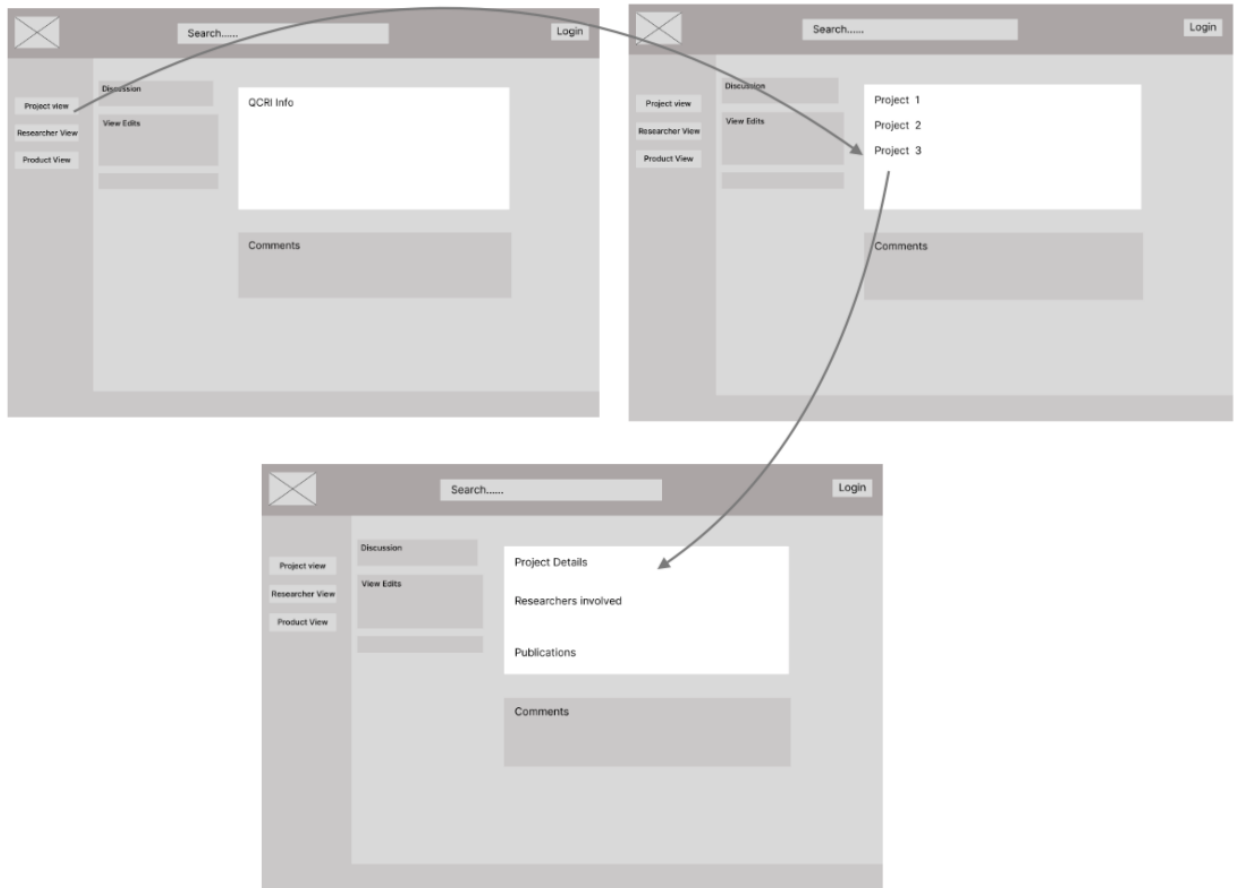 Search......
Login
Project view
Researcher View
Product View
Discussion
View Edits
QCRI Info
Comments
Search......
Login
Project view
Researcher View
Product View
Discussion
View Edits
Project 1
Project 2
Project 3
Comments
Search......
Login
Project view
Researcher View
Product View
Discussion
View Edits
Project Details
Researchers involved
Publications
Comments